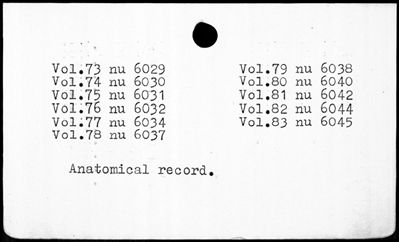 Vol.73 nu 6029
Vol.74 nu 6030
Vol.75 nu 6031
Vol.76 nu 6032
Vol.77 nu 6034
Vol.78 nu 6037
Vol.79 nu 6038
Vol.80 nu 6040
Vol.81 nu 6042
Vol.82 nu 6044
Vol.83 nu 6045
Anatomical record.